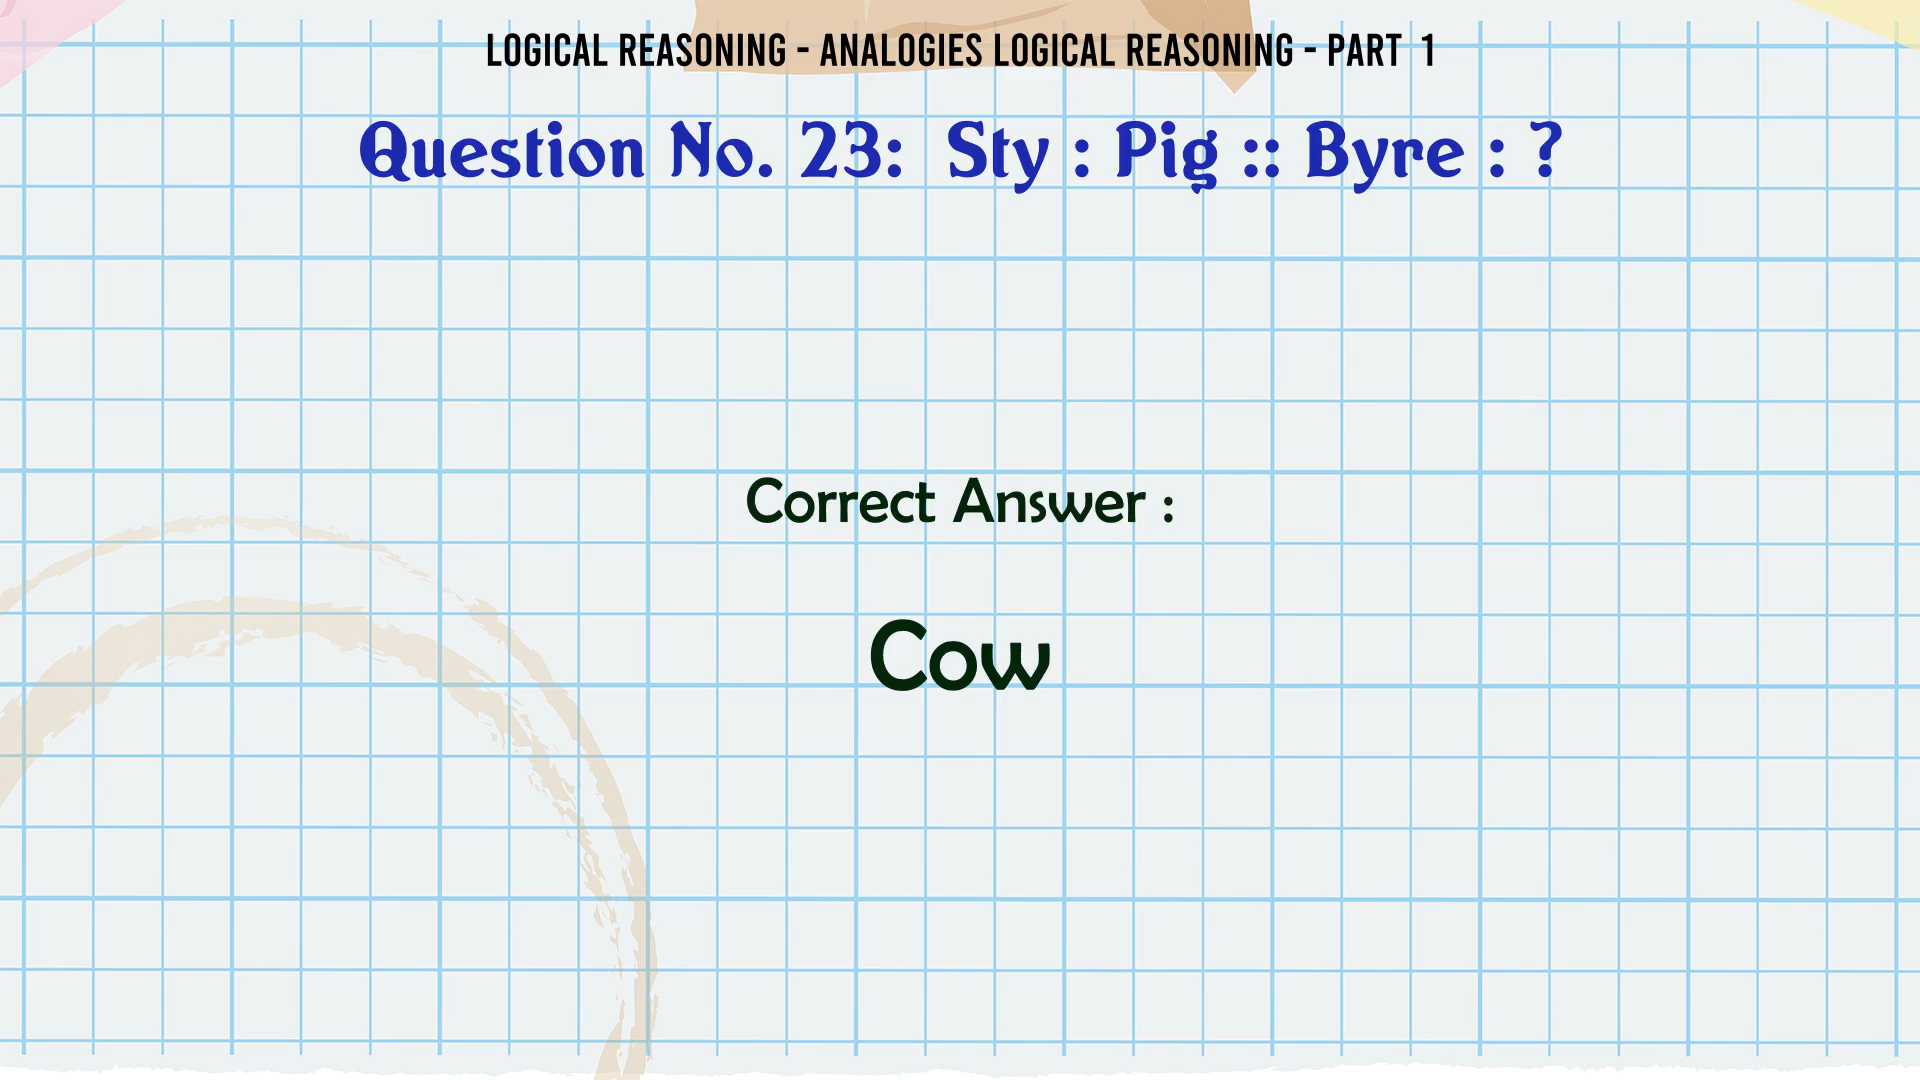 LOGICAL REASONING - ANALOGIES LOGICAL REASONING - PART 1
Question No. 23: Sty : Pig :: Byre : ?
Correct Answer :
Cow